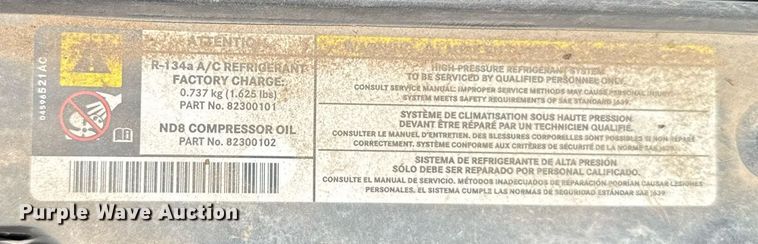 04596521AC
ATTENTION
R-134a A/C REFRIGERANT
FACTORY CHARGE:
0.737 kg (1.625 lbs)
PART No. 82300101
ND8 COMPRESSOR OIL
PART No. 82300102
HIGH-PRESSURE REFRIGERANT SYSTEM
TO BE SERVICED BY QUALIFIED PERSONNEL ONLY.
CONSULT SERVICE MANUAL. IMPROPER SERVICE METHODS MAY CAUSE PERSONAL INJURY.
SYSTEM MEETS SAFETY REQUIREMENTS OF SAE STANDARD J639.
SYSTÈME DE CLIMATISATION SOUS HAUTE PRESSION.
DEVANT ÊTRE RÉPARÉ PAR UN TECHNICIEN QUALIFIÉ.
CONSULTER LE MANUEL D'ENTRETIEN. DES BLESSURES CORPORELLES SONT POSSIBLES SI NON RÉPARÉ
CORRECTEMENT. SYSTÈME CONFORME AUX CRITÈRES DE SÉCURITÉ DE LA NORME SAE J639.
SISTEMA DE REFRIGERANTE DE ALTA PRESIÓN
SÓLO DEBE SER REPARADO POR PERSONAL CALIFICADO.
CONSULTE EL MANUAL DE SERVICIO. MÉTODOS INADECUADOS DE REPARACIÓN PODRÍAN CAUSAR LESIONES
PERSONALES. EL SISTEMA CUMPLE LAS NORMAS DE SEGURIDAD ESTÁNDAR SAE J639.
Purple Wave Auction